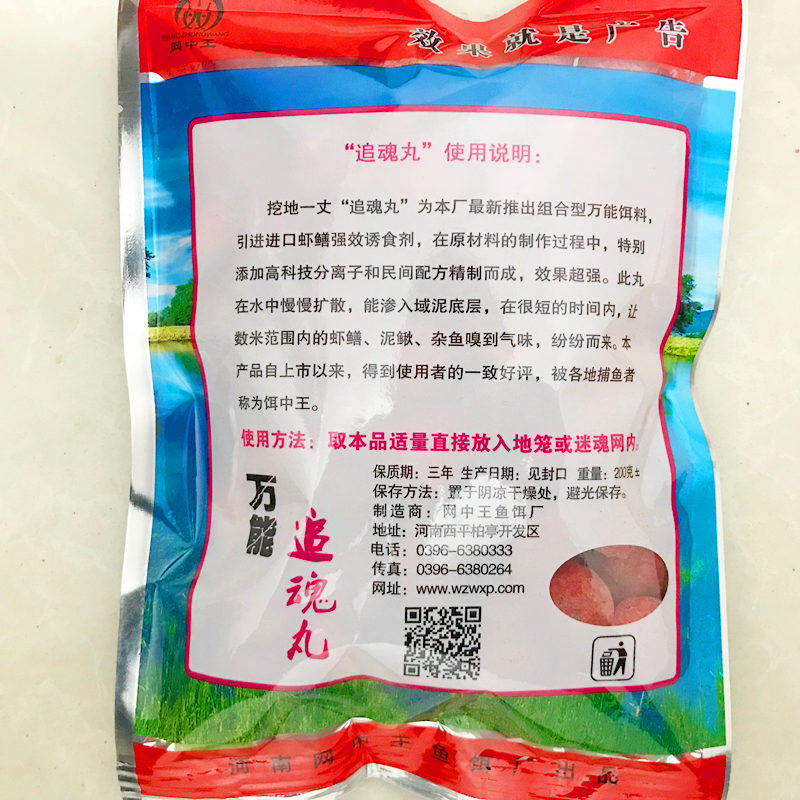 WANGZHONGWANG
网中王
效果就是广告
“追魂丸”使用说明：
挖地一丈“追魂丸”为本厂最新推出组合型万能饵料，
引进进口虾鳝强效诱食剂，在原材料的制作过程中，特别
添加高科技分离子和民间配方精制而成，效果超强。此丸
在水中慢慢扩散，能渗入域泥底层，在很短的时间内，让
数米范围内的虾鳝、泥鳅、杂鱼嗅到气味，纷纷而来。本
产品自上市以来，得到使用者的一致好评，被各地捕鱼者
称为饵中王。
使用方法：取本品适量直接放入地笼或迷魂网内。
保质期：三年 生产日期：见封口 重量：200克±
保存方法：置于阴凉干燥处，避光保存。
制造商：网中王鱼饵厂
地址：河南西平柏亭开发区
电话：0396-6380333
传真：0396-6380264
网址：www.wzwxp.com
万能
追魂丸
河南网中王鱼饵厂出品